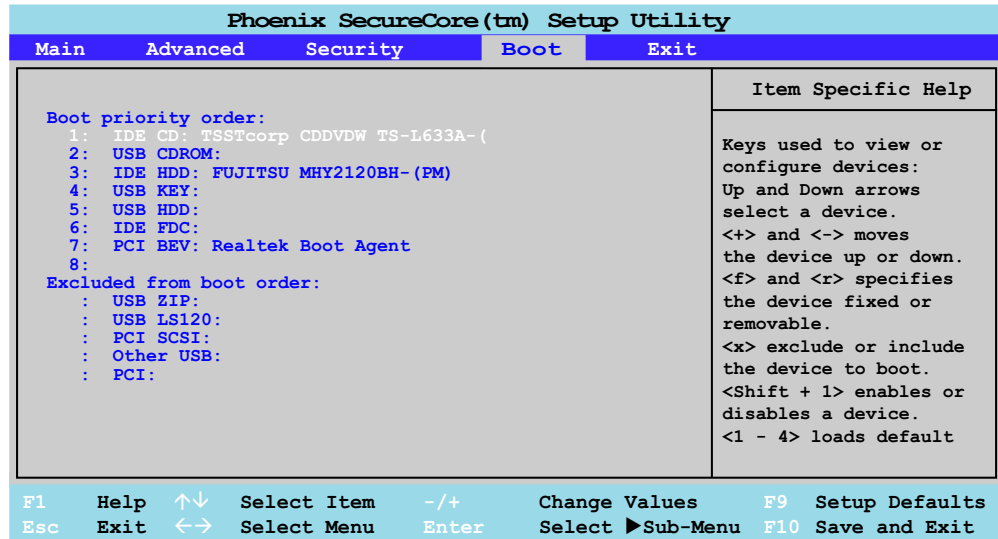 Phoenix SecureCore(tm) Setup Utility
Main Advanced Security Boot Exit
Boot priority order:
1: IDE CD: TSSTcorp CDDVDW TS-L633A-(
2: USB CDROM:
3: IDE HDD: FUJITSU MHY2120BH-(PM)
4: USB KEY:
5: USB HDD:
6: IDE FDC:
7: PCI BEV: Realtek Boot Agent
8:
Excluded from boot order:
: USB ZIP:
: USB LS120:
: PCI SCSI:
: Other USB:
: PCI:
Item Specific Help
Keys used to view or
configure devices:
Up and Down arrows
select a device.
<+> and <-> moves
the device up or down.
<f> and <r> specifies
the device fixed or
removable.
<x> exclude or include
the device to boot.
<Shift + 1> enables or
disables a device.
<1 - 4> loads default
F1 Help ↑↓ Select Item -/+ Change Values F9 Setup Defaults
Esc Exit ←→ Select Menu Enter Select ▶Sub-Menu F10 Save and Exit